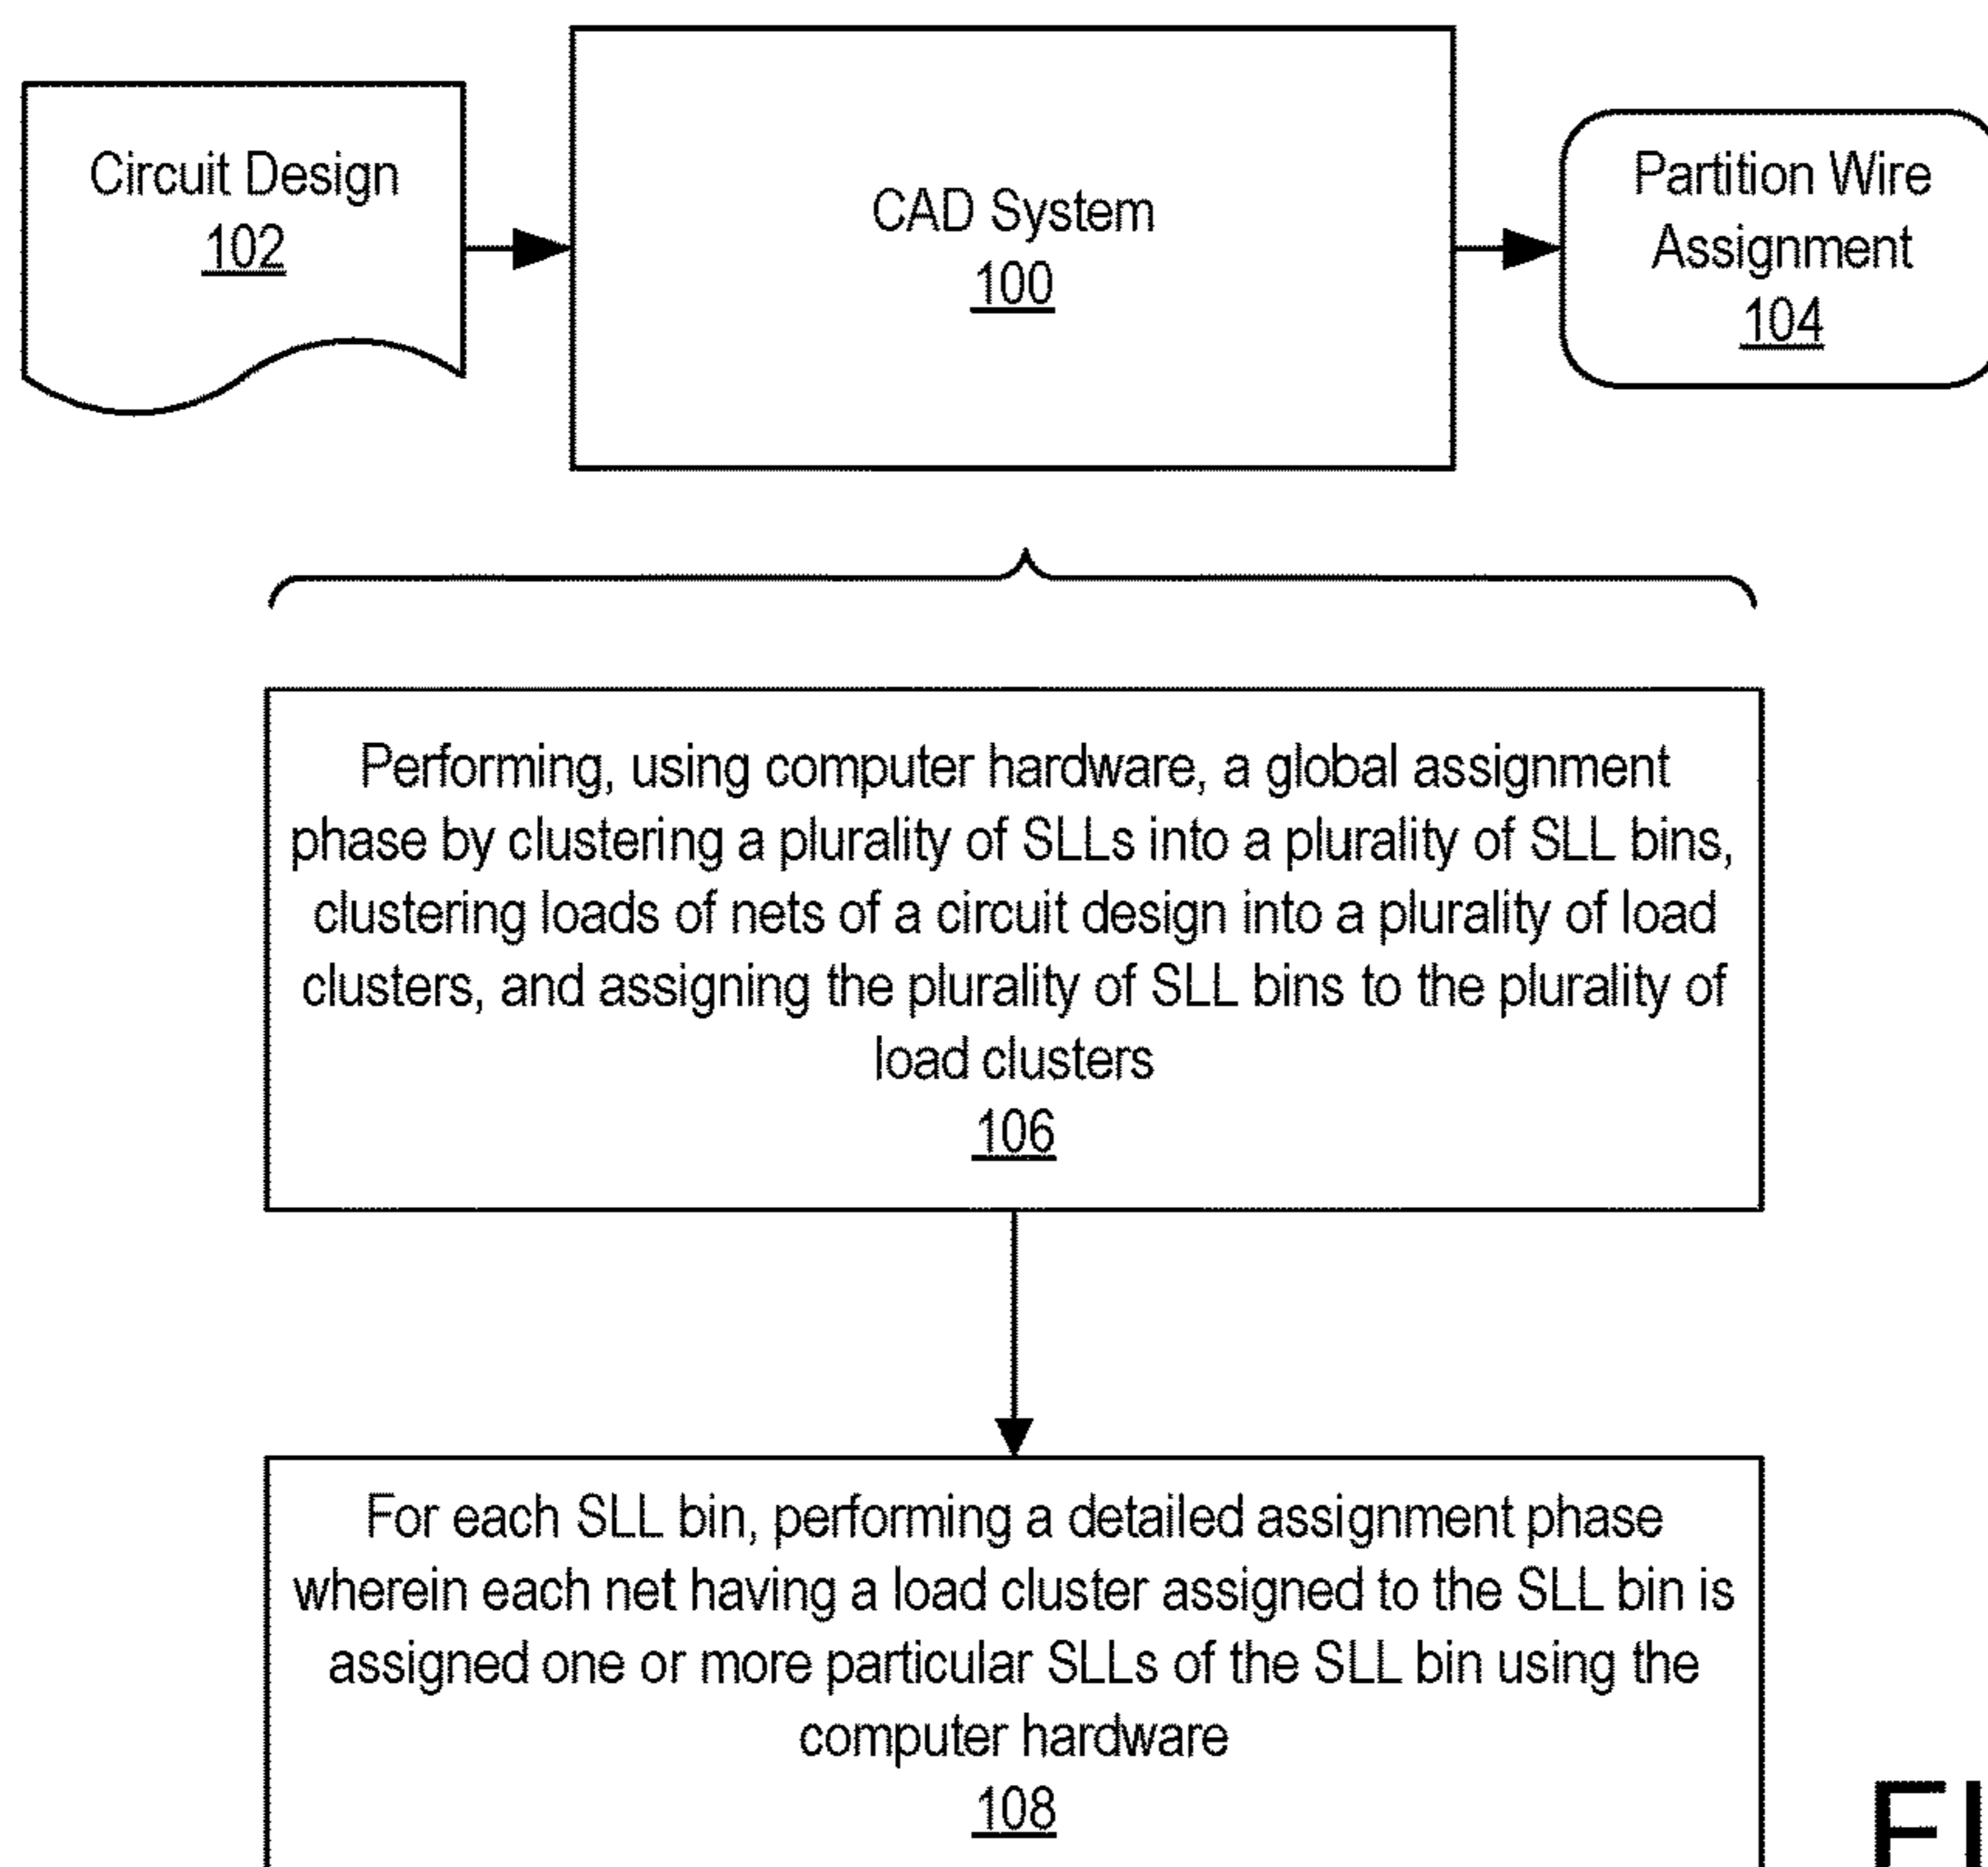 Circuit Design
102
CAD System
100
Partition Wire
Assignment
104
Performing, using computer hardware, a global assignment
phase by clustering a plurality of SLLs into a plurality of SLL bins,
clustering loads of nets of a circuit design into a plurality of load
clusters, and assigning the plurality of SLL bins to the plurality of
load clusters
106
For each SLL bin, performing a detailed assignment phase
wherein each net having a load cluster assigned to the SLL bin is
assigned one or more particular SLLs of the SLL bin using the
computer hardware
108